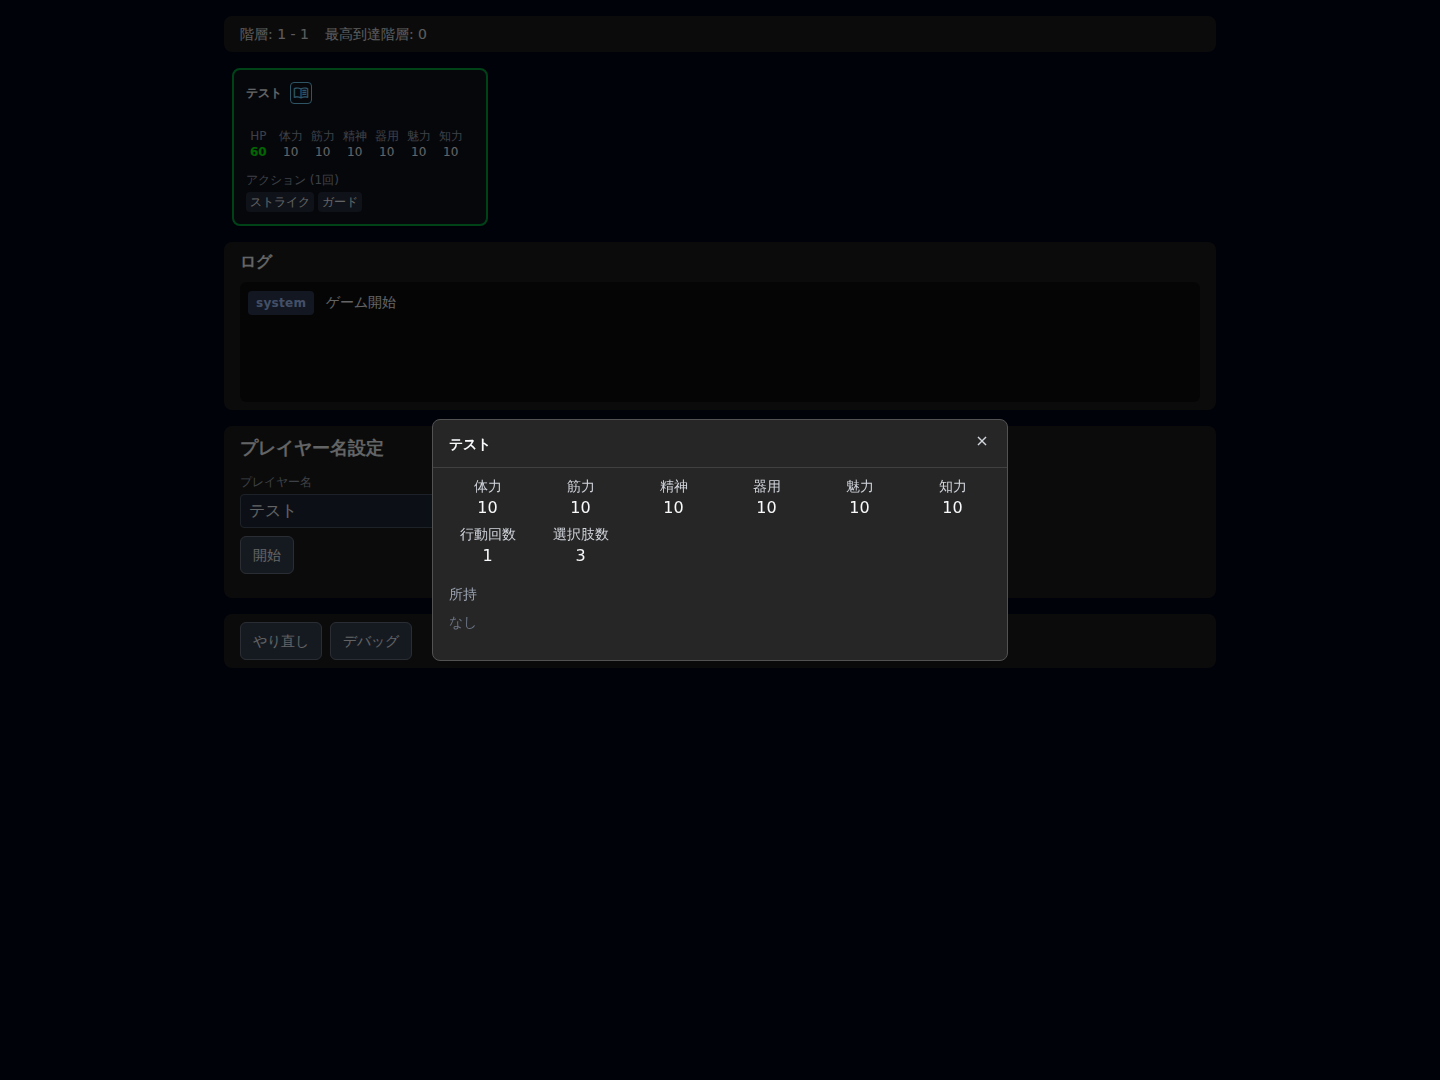 階層: 1 - 1 最高到達階層: 0
テスト
HP 体力 筋力 精神 器用 魅力 知力
60 10 10 10 10 10 10
アクション (1回)
ストライク ガード
ログ
system ゲーム開始
プレイヤー名設定
プレイヤー名
テスト
開始
やり直し デバッグ
テスト ×
体力 筋力 精神 器用 魅力 知力
10 10 10 10 10 10
行動回数 選択肢数
1 3
所持
なし